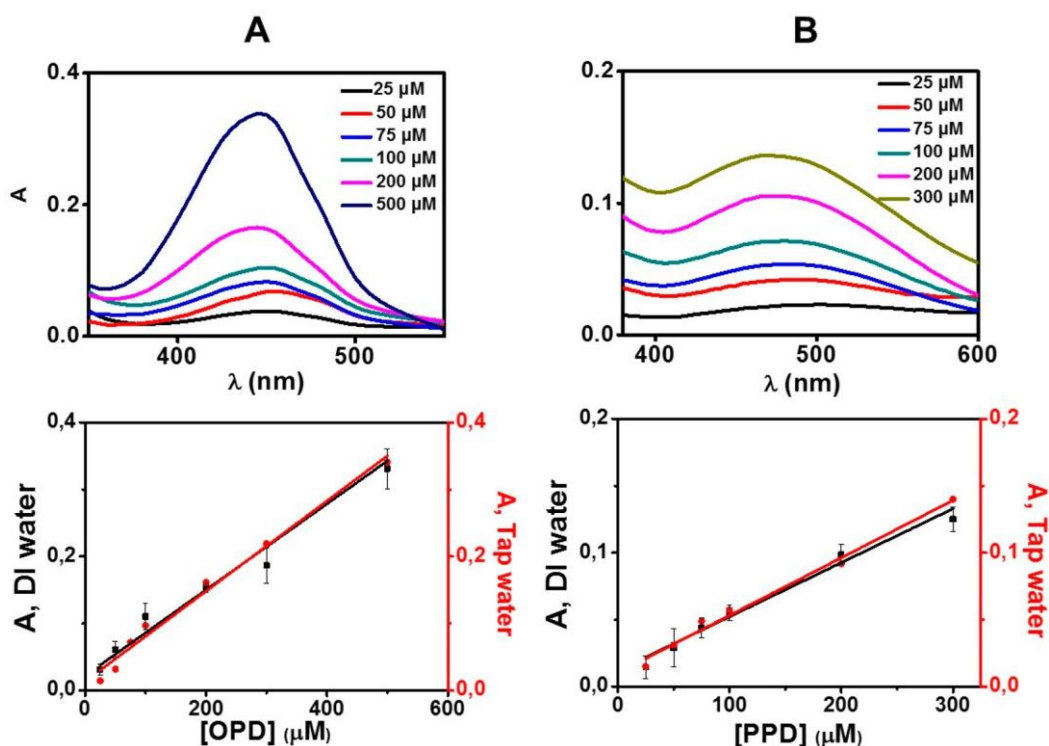 A
B
0.4
0.2
0.0
A
25 µM
50 µM
75 µM
100 µM
200 µM
500 µM
400
500
λ (nm)
0.2
0.1
0.0
25 µM
50 µM
75 µM
100 µM
200 µM
300 µM
400
500
600
λ (nm)
0,4
0,2
0,0
A, DI water
0,4
0,2
0,0
A, Tap water
0
200
400
600
[OPD] (µM)
0,2
0,1
0,0
A, DI water
0,2
0,1
0,0
A, Tap water
0
100
200
300
[PPD] (µM)